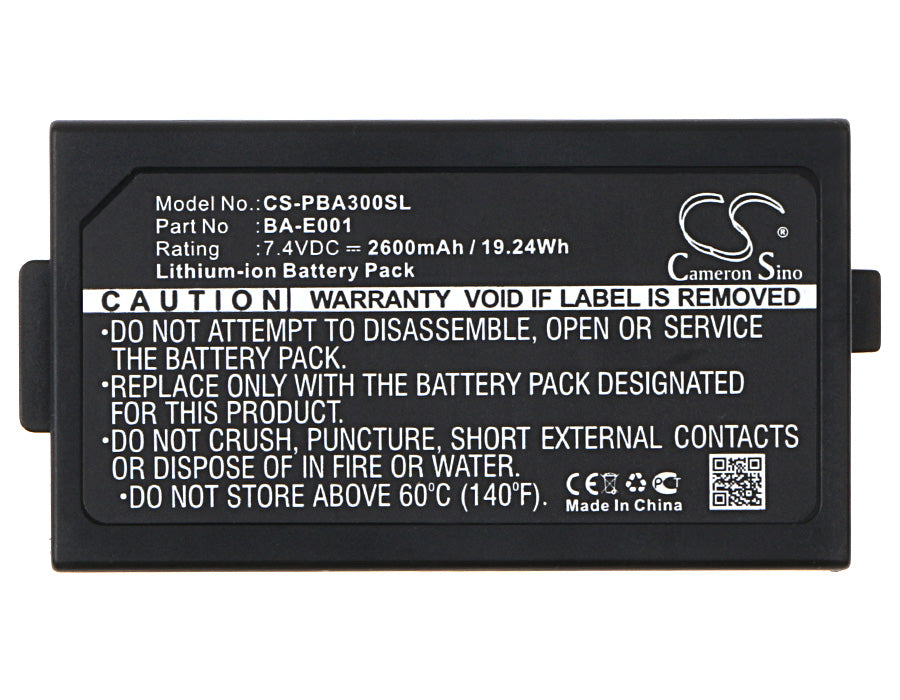 Model No.: CS-PBA300SL
Part No : BA-E001
Rating : 7.4VDC ⎓ 2600mAh / 19.24Wh
Lithium-ion Battery Pack
CS ®
Cameron Sino
CAUTION | WARRANTY VOID IF LABEL IS REMOVED
•DO NOT ATTEMPT TO DISASSEMBLE, OPEN OR SERVICE
THE BATTERY PACK.
•REPLACE ONLY WITH THE BATTERY PACK DESIGNATED
FOR THIS PRODUCT.
•DO NOT CRUSH, PUNCTURE, SHORT EXTERNAL CONTACTS
OR DISPOSE OF IN FIRE OR WATER.
•DO NOT STORE ABOVE 60°C (140°F).
CE PCT
Made In China